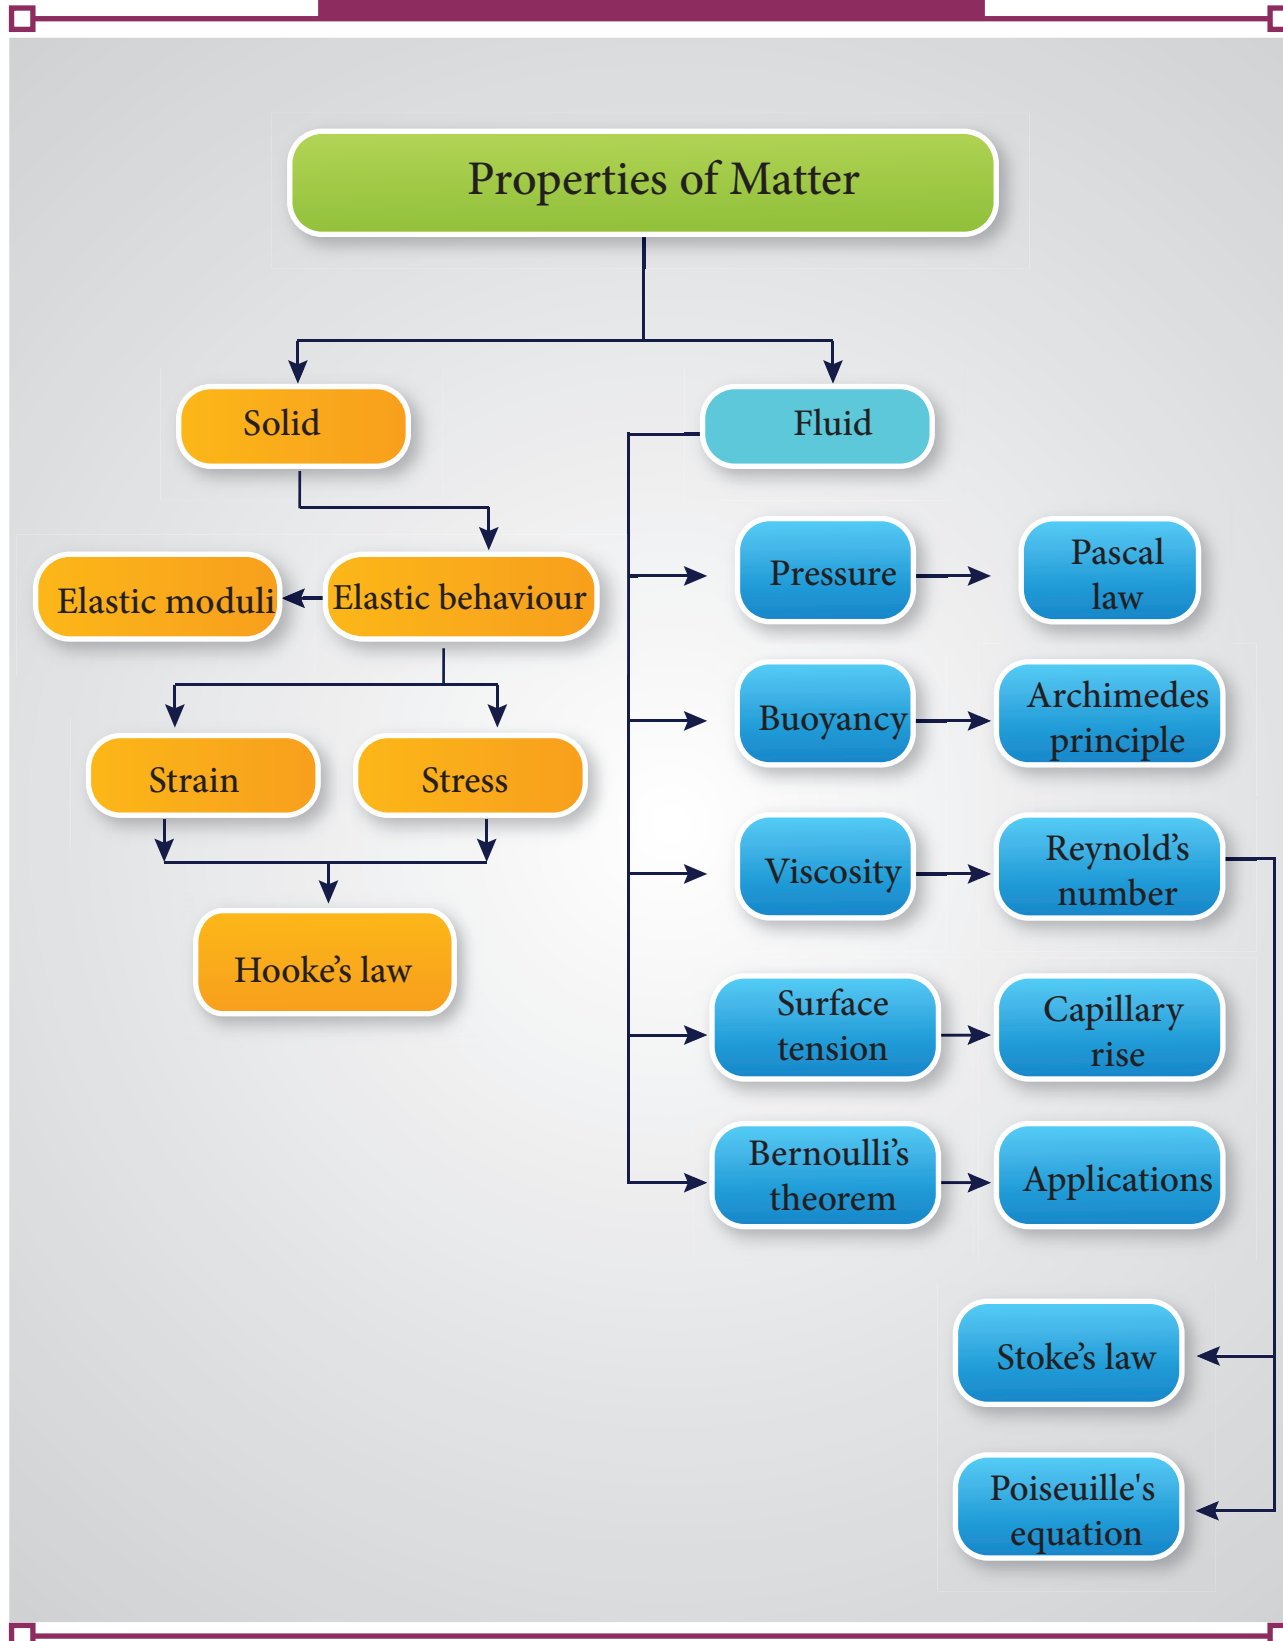 Properties of Matter
Solid
Fluid
Elastic moduli
Elastic behaviour
Strain
Stress
Hooke's law
Pressure
Pascal
law
Buoyancy
Archimedes
principle
Viscosity
Reynold's
number
Surface
tension
Capillary
rise
Bernoulli's
theorem
Applications
Stoke's law
Poiseuille's
equation